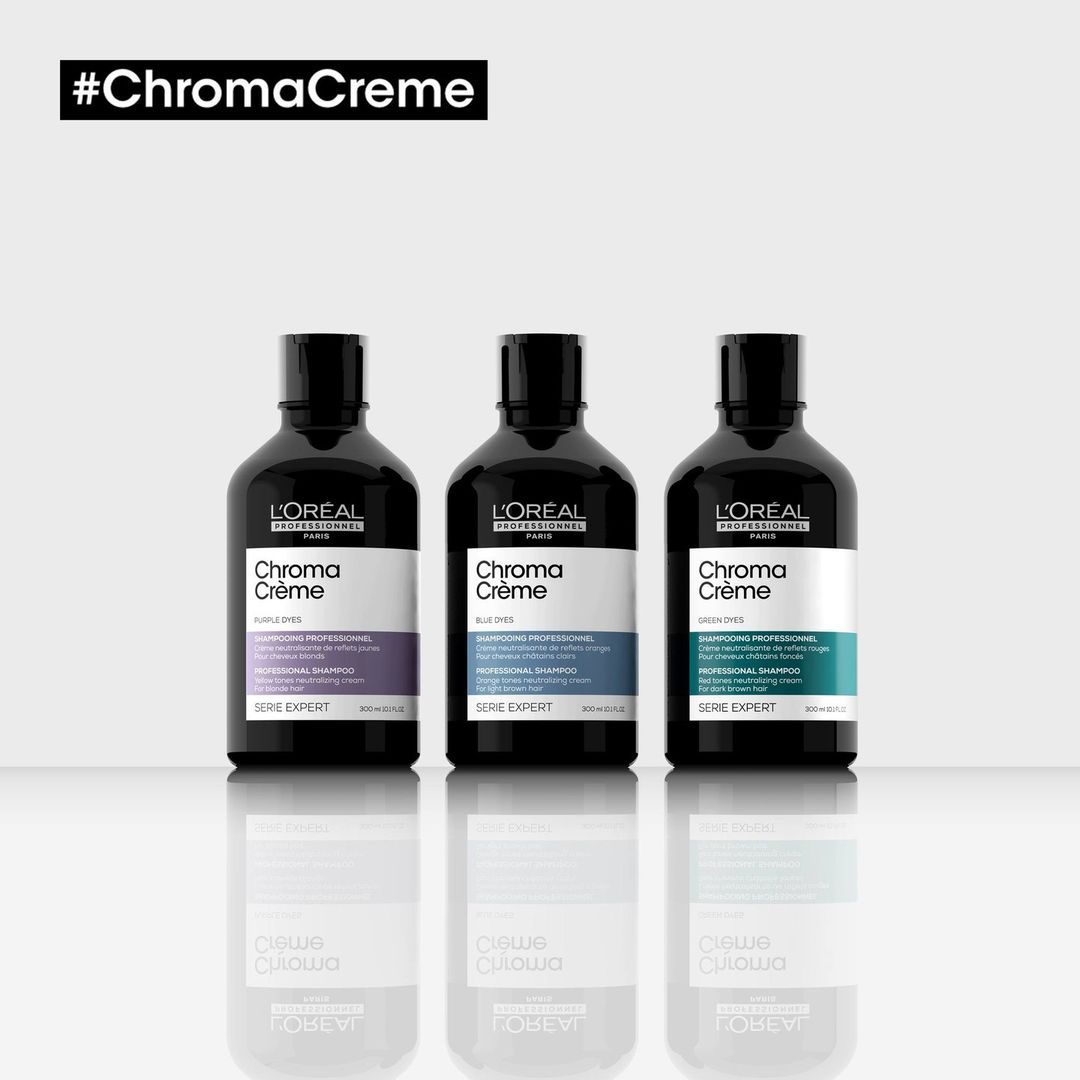 #ChromaCreme
L'ORÉAL
PROFESSIONNEL
PARIS
Chroma
Crème
PURPLE DYES
SHAMPOOING PROFESSIONNEL
Crème neutralisante de reflets jaunes
Pour cheveux blonds
PROFESSIONAL SHAMPOO
Yellow tones neutralizing cream
For blonde hair
SERIE EXPERT
300 ml 10.1 FL.OZ
L'ORÉAL
PROFESSIONNEL
PARIS
Chroma
Crème
BLUE DYES
SHAMPOOING PROFESSIONNEL
Crème neutralisante de reflets oranges
Pour cheveux châtains clairs
PROFESSIONAL SHAMPOO
Orange tones neutralizing cream
For light brown hair
SERIE EXPERT
300 ml 10.1 FL.OZ
L'ORÉAL
PROFESSIONNEL
PARIS
Chroma
Crème
GREEN DYES
SHAMPOOING PROFESSIONNEL
Crème neutralisante de reflets rouges
Pour cheveux châtains foncés
PROFESSIONAL SHAMPOO
Red tones neutralizing cream
For dark brown hair
SERIE EXPERT
300 ml 10.1 FL.OZ